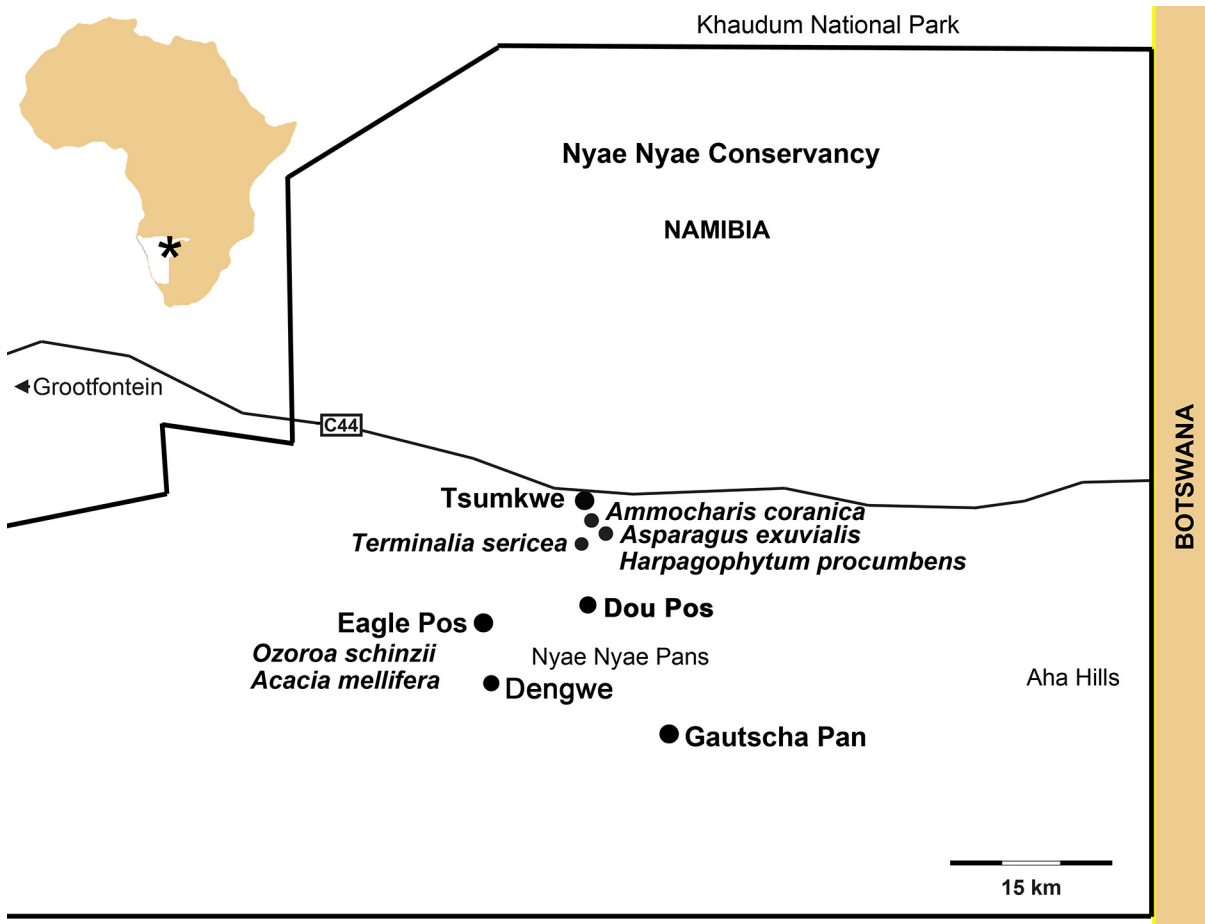 Khaudum National Park
Nyae Nyae Conservancy
NAMIBIA
*
Grootfontein
C44
BOTSWANA
Tsumkwe
Ammocharis coranica
Asparagus exuvialis
Terminalia sericea
Harpagophytum procumbens
Dou Pos
Eagle Pos
Ozoroa schinzii
Acacia mellifera
Nyae Nyae Pans
Dengwe
Aha Hills
Gautscha Pan
15 km